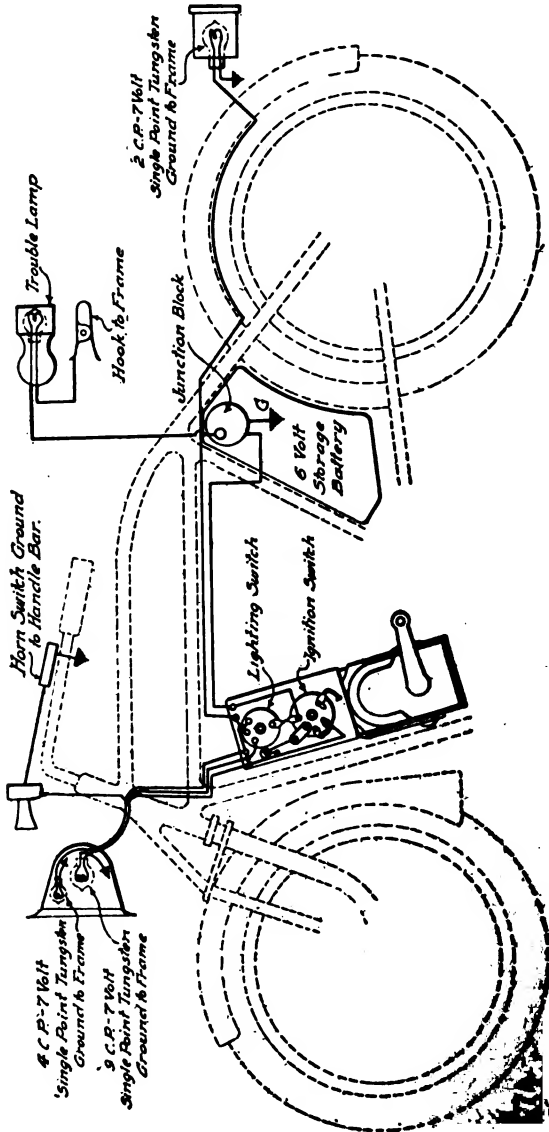 4 C.P.-7 Volt
Single Point Tungsten
Ground to Frame
9 C.P.-7 Volt
Single Point Tungsten
Ground to Frame
Horn Switch Ground
to Handle Bar.
Trouble Lamp
Hook to Frame
2 C.P.-7 Volt
Single Point Tungsten
Ground to Frame
Junction Block
G
6 Volt
Storage
Battery
Lighting Switch
Ignition Switch